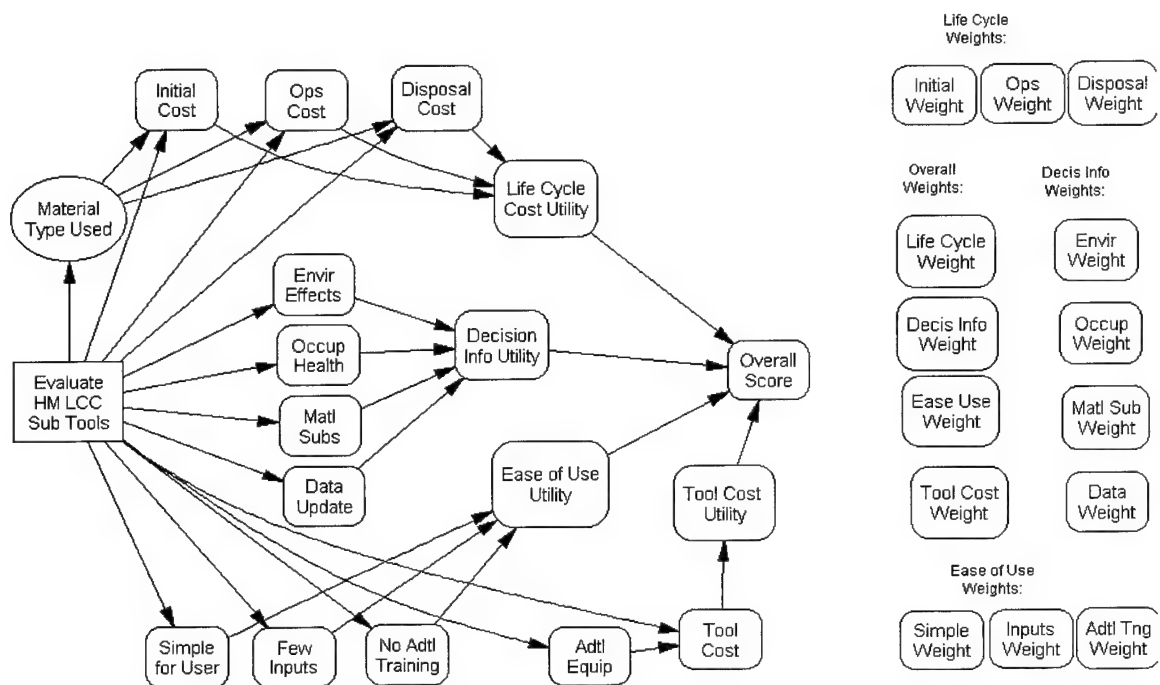 Initial
Cost
Ops
Cost
Disposal
Cost
Material
Type Used
Life Cycle
Cost Utility
Envir
Effects
Occup
Health
Decision
Info Utility
Evaluate
HM LCC
Sub Tools
Matl
Subs
Data
Update
Overall
Score
Ease of Use
Utility
Tool Cost
Utility
Simple
for User
Few
Inputs
No Adtl
Training
Adtl
Equip
Tool
Cost
Life Cycle
Weights:
Initial
Weight
Ops
Weight
Disposal
Weight
Overall
Weights:
Life Cycle
Weight
Decis Info
Weight
Ease Use
Weight
Tool Cost
Weight
Decis Info
Weights:
Envir
Weight
Occup
Weight
Matl Sub
Weight
Data
Weight
Ease of Use
Weights:
Simple
Weight
Inputs
Weight
Adtl Tng
Weight